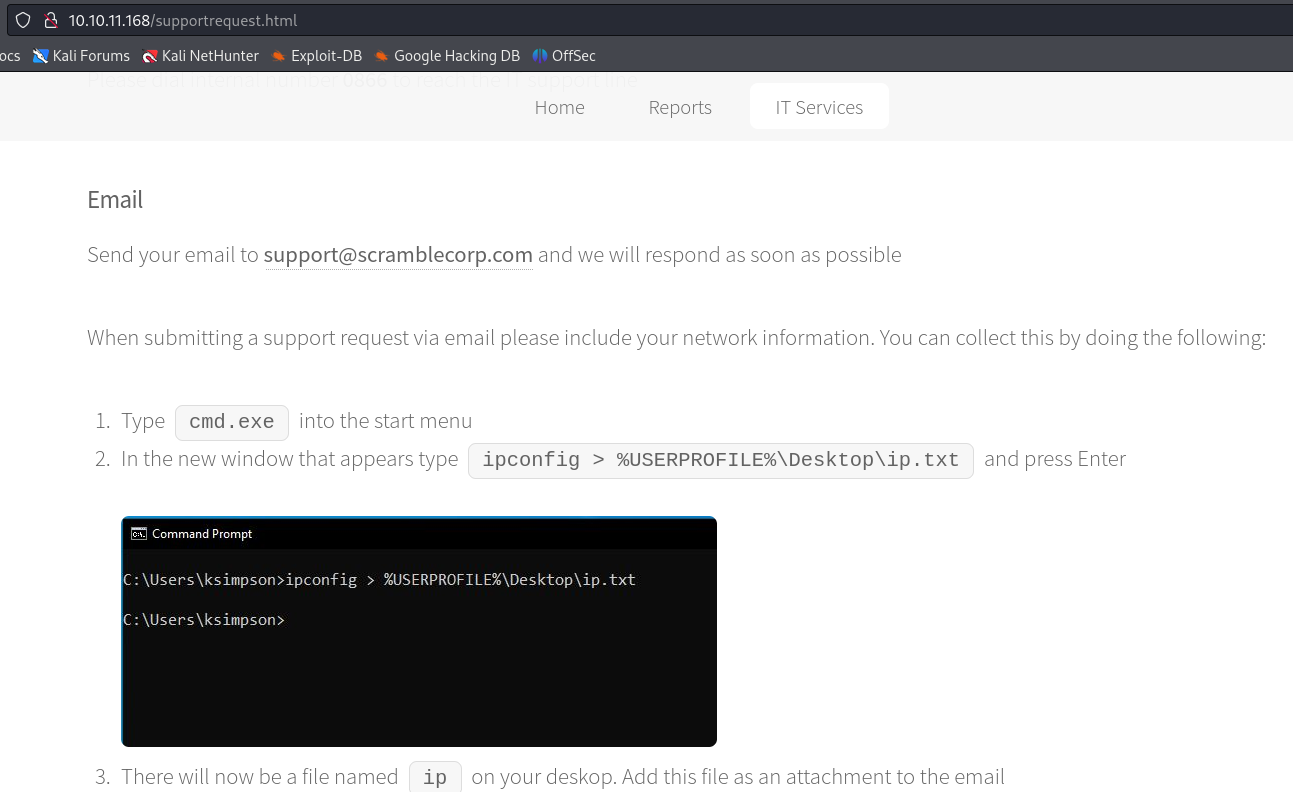 10.10.11.168/supportrequest.html
ocs Kali Forums Kali NetHunter Exploit-DB Google Hacking DB OffSec
Please dial internal number 0866 to reach the IT support line
Home Reports IT Services
Email
Send your email to support@scramblecorp.com and we will respond as soon as possible
When submitting a support request via email please include your network information. You can collect this by doing the following:
1. Type cmd.exe into the start menu
2. In the new window that appears type ipconfig > %USERPROFILE%\Desktop\ip.txt and press Enter
Command Prompt
C:\Users\ksimpson>ipconfig > %USERPROFILE%\Desktop\ip.txt
C:\Users\ksimpson>
3. There will now be a file named ip on your deskop. Add this file as an attachment to the email